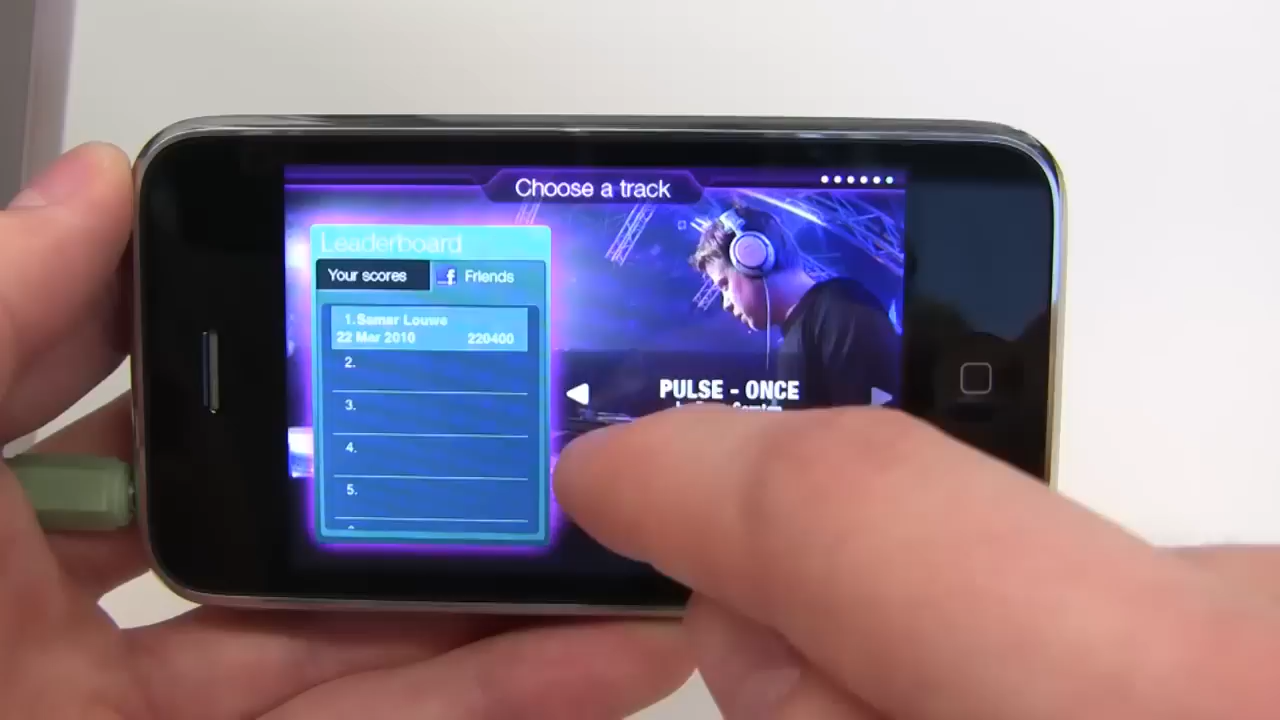 Choose a track
Leaderboard
Your scores
f Friends
1. Samar Louwe
22 Mar 2010 220400
2.
3.
4.
5.
PULSE - ONCE